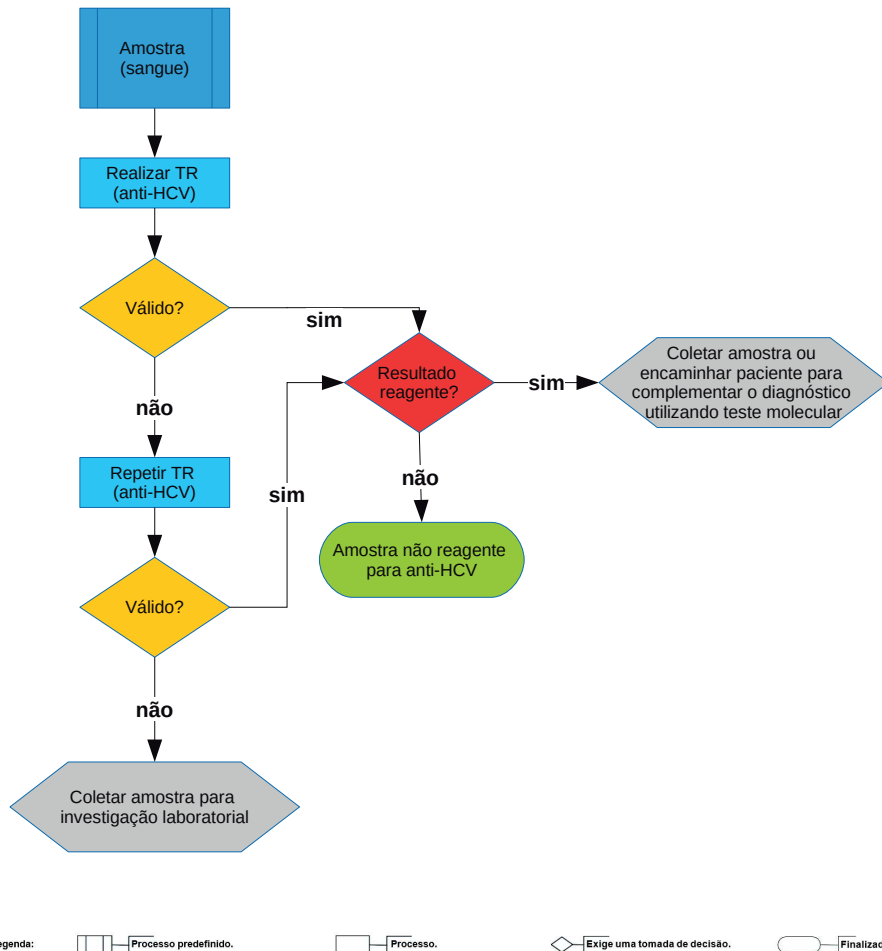 Amostra
(sangue)
Realizar TR
(anti-HCV)
Válido?
sim
Resultado
reagente?
sim
Coletar amostra ou
encaminhar paciente para
complementar o diagnóstico
utilizando teste molecular
não
Repetir TR
(anti-HCV)
sim
não
Amostra não reagente
para anti-HCV
Válido?
não
Coletar amostra para
investigação laboratorial
egenda:
Processo predefinido.
Processo.
Exige uma tomada de decisão.
Finalizad